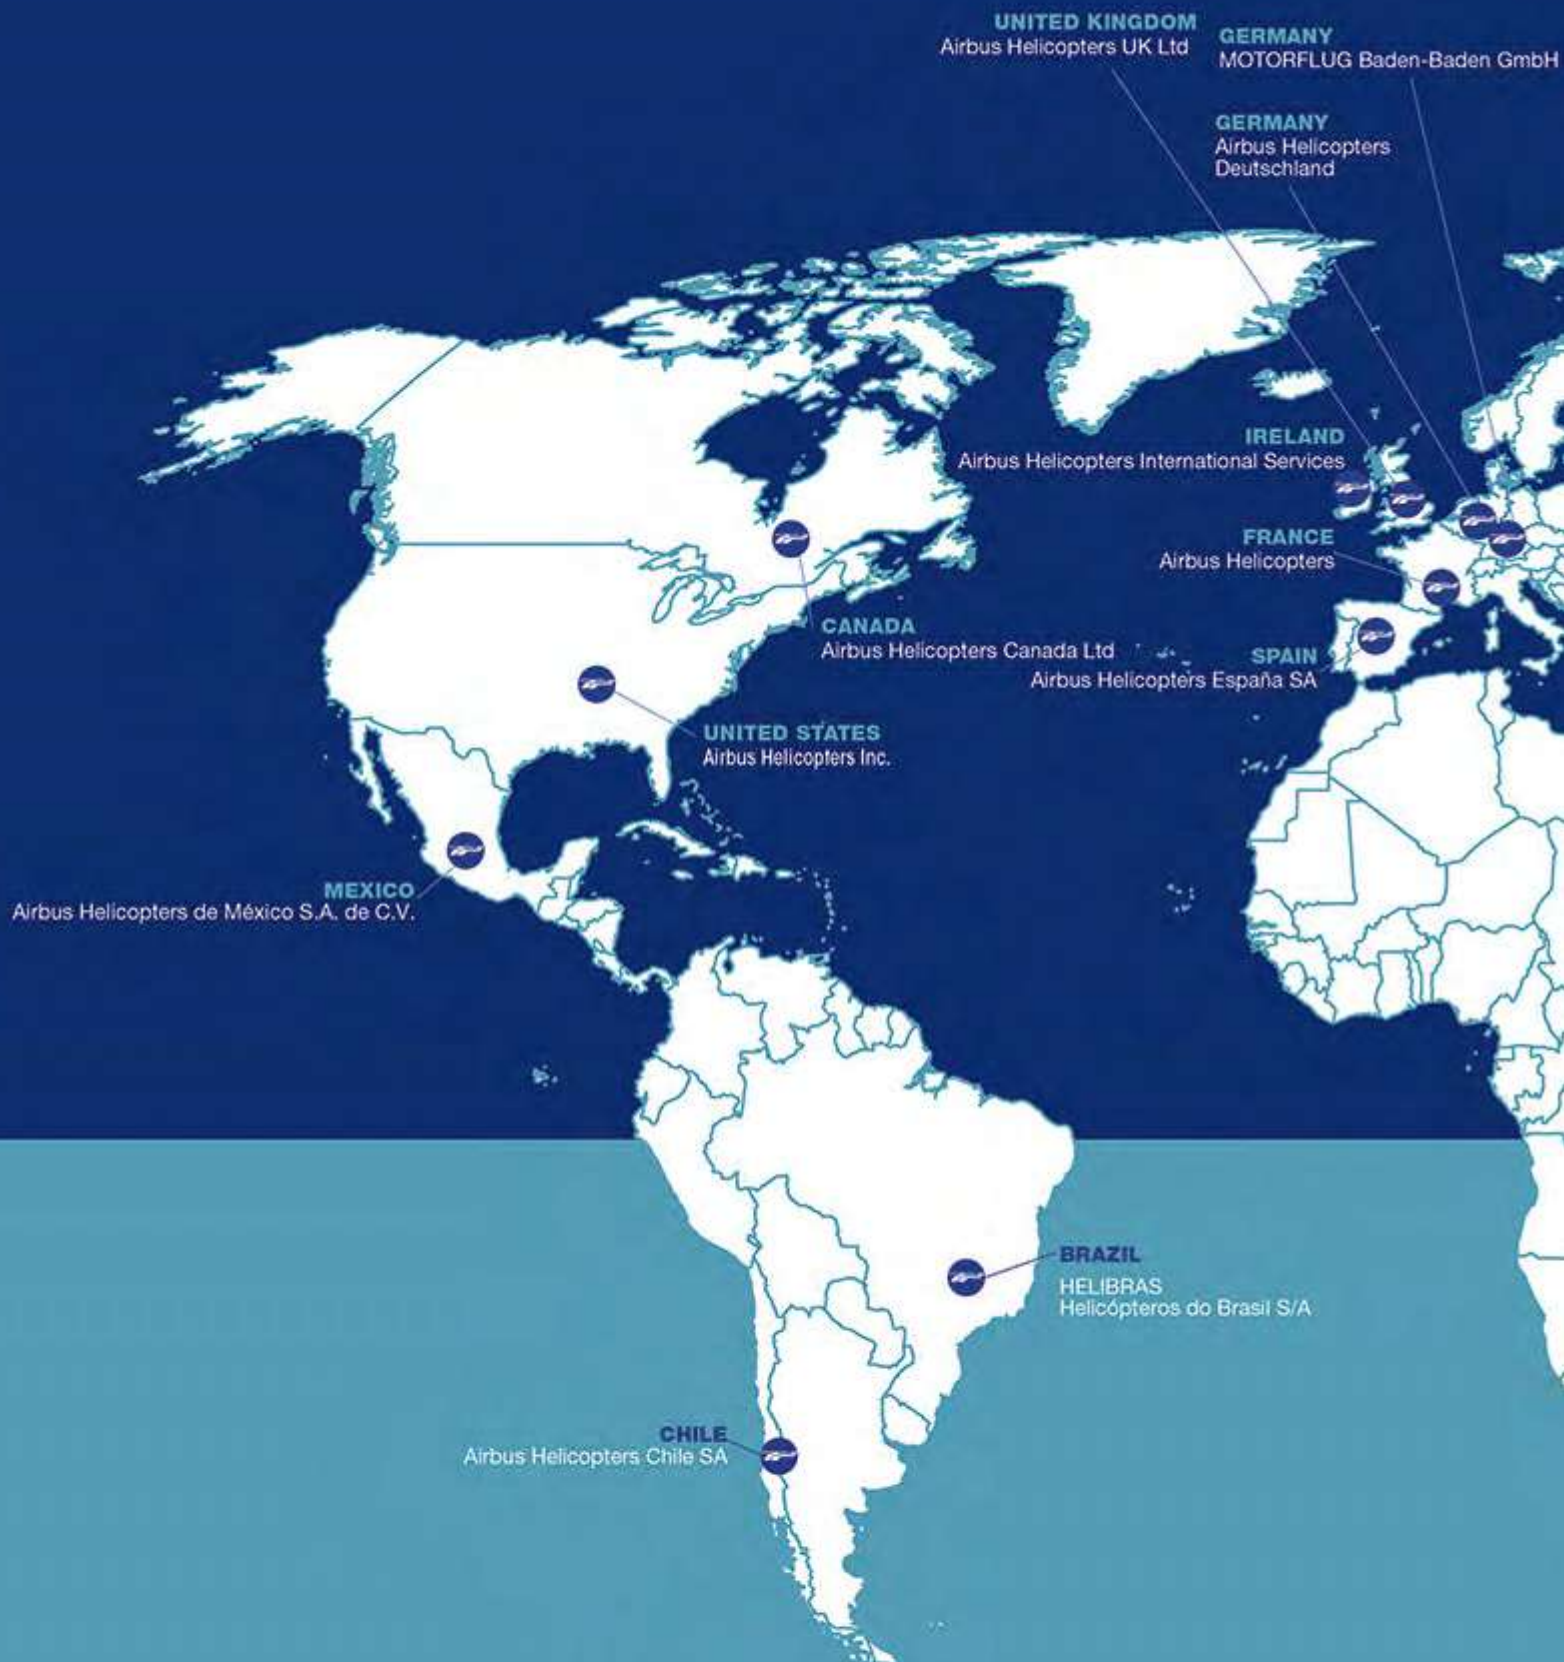 UNITED KINGDOM
Airbus Helicopters UK Ltd
GERMANY
MOTORFLUG Baden-Baden GmbH
GERMANY
Airbus Helicopters
Deutschland
IRELAND
Airbus Helicopters International Services
FRANCE
Airbus Helicopters
CANADA
Airbus Helicopters Canada Ltd
SPAIN
Airbus Helicopters España SA
UNITED STATES
Airbus Helicopters Inc.
MEXICO
Airbus Helicopters de México S.A. de C.V.
BRAZIL
HELIBRAS
Helicópteros do Brasil S/A
CHILE
Airbus Helicopters Chile SA